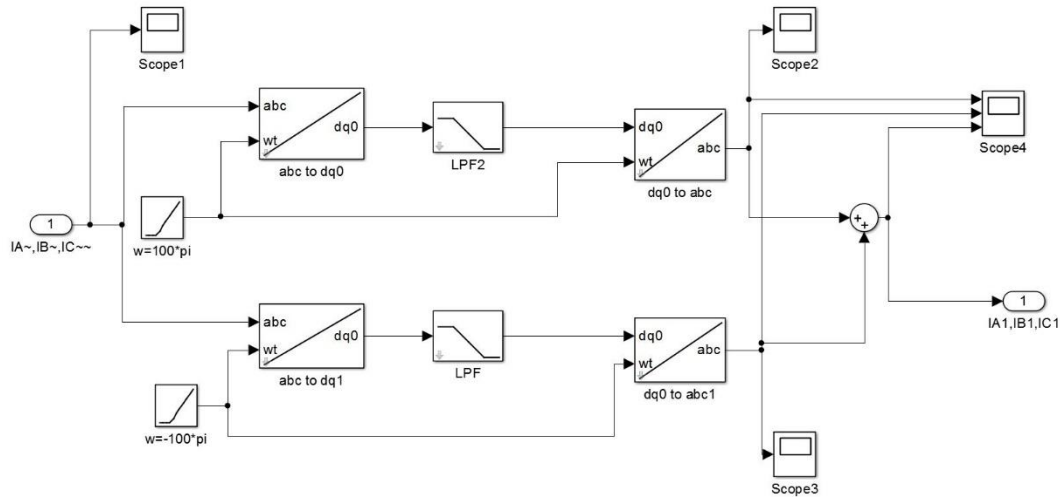 Scope1
Scope2
abc
wt
dq0
abc to dq0
LPF2
dq0
wt
abc
dq0 to abc
Scope4
1
IA~,IB~,IC~~
w=100*pi
+
+
abc
wt
dq0
abc to dq1
LPF
dq0
wt
abc
dq0 to abc1
1
IA1,IB1,IC1
w=-100*pi
Scope3